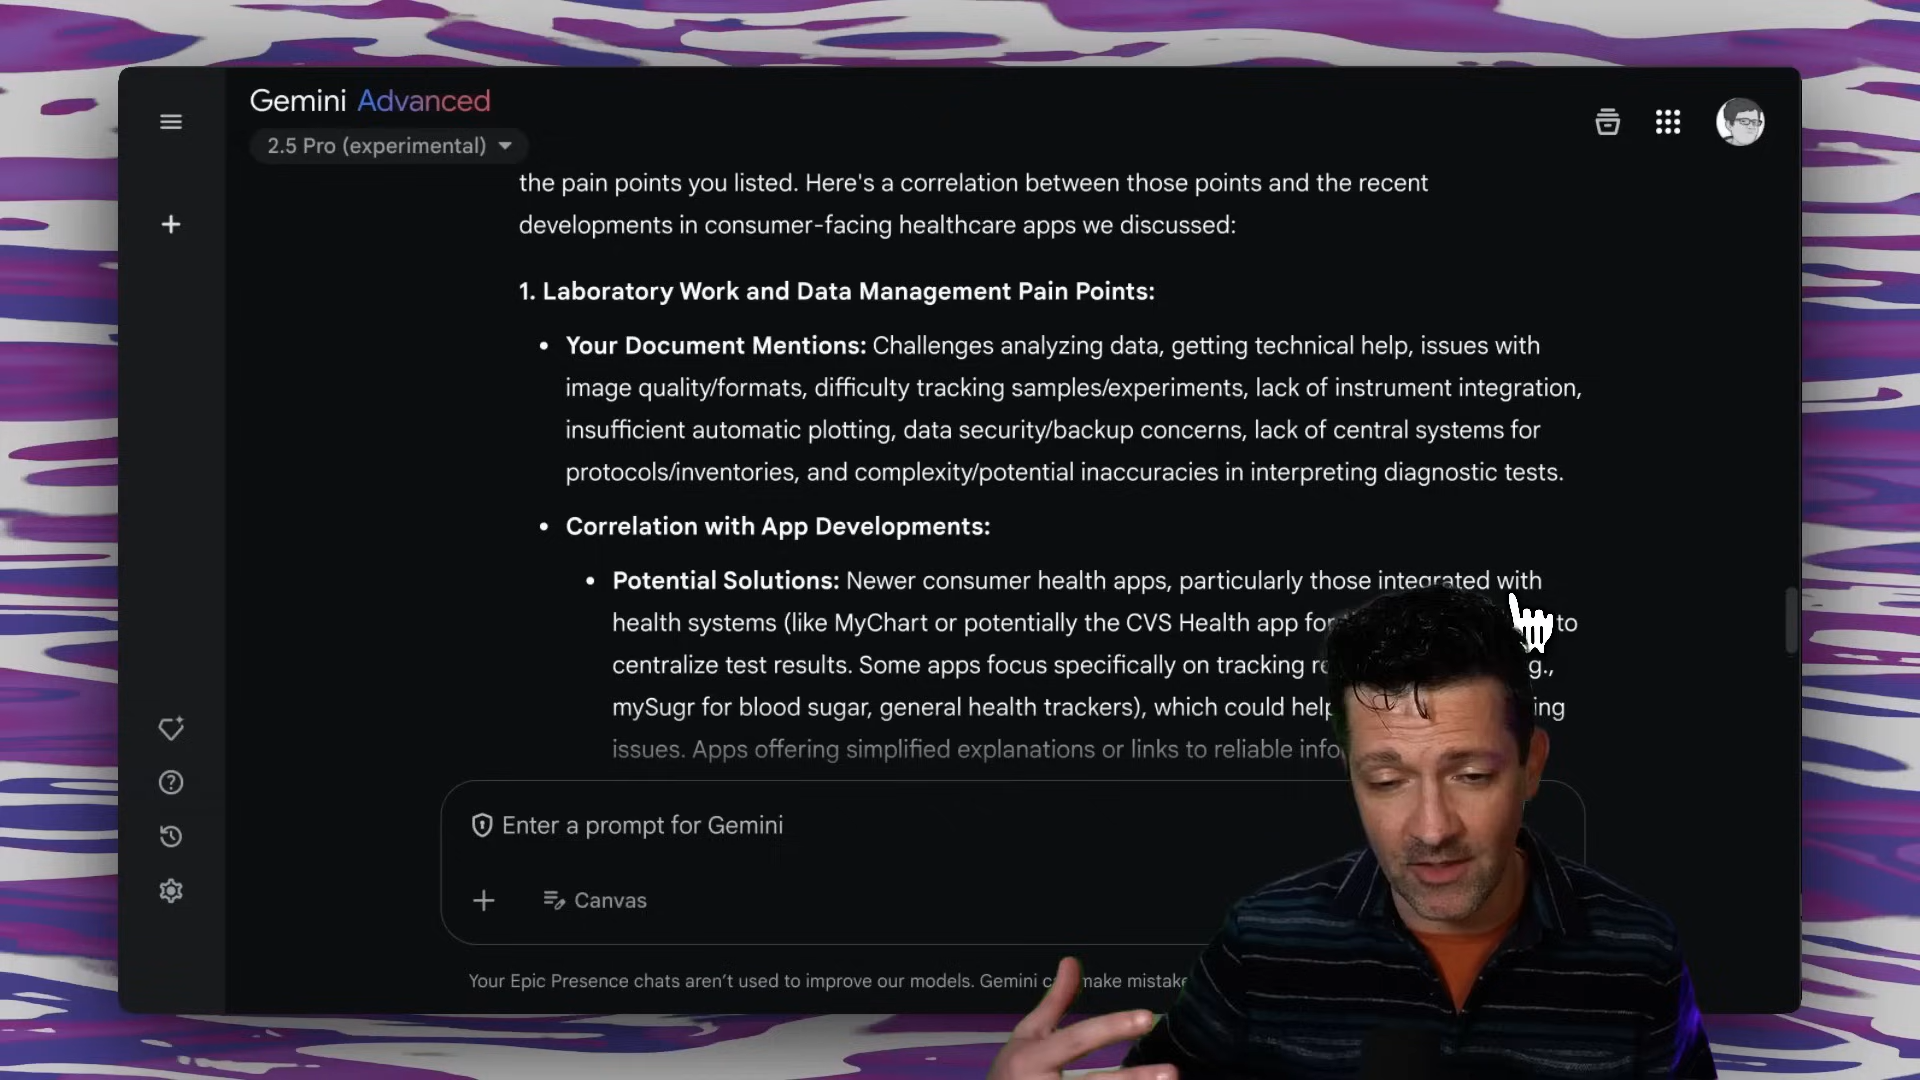 Gemini Advanced
2.5 Pro (experimental)
the pain points you listed. Here's a correlation between those points and the recent
developments in consumer-facing healthcare apps we discussed:
1. Laboratory Work and Data Management Pain Points:
• Your Document Mentions: Challenges analyzing data, getting technical help, issues with
image quality/formats, difficulty tracking samples/experiments, lack of instrument integration,
insufficient automatic plotting, data security/backup concerns, lack of central systems for
protocols/inventories, and complexity/potential inaccuracies in interpreting diagnostic tests.
• Correlation with App Developments:
• Potential Solutions: Newer consumer health apps, particularly those integrated with
health systems (like MyChart or potentially the CVS Health app for to
centralize test results. Some apps focus specifically on tracking
mySugr for blood sugar, general health trackers), which could help
issues. Apps offering simplified explanations or links to reliable
Enter a prompt for Gemini
Canvas
Your Epic Presence chats aren't used to improve our models. Gemini make